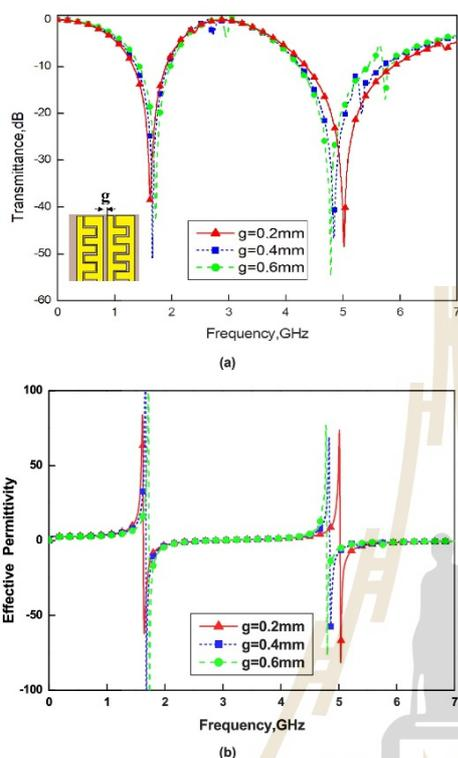 0
-10
-20
-30
-40
-50
-60
Transmittance,dB
g
g=0.2mm
g=0.4mm
g=0.6mm
0 1 2 3 4 5 6 7
Frequency,GHz
(a)
100
50
0
-50
-100
Effective Permittivity
g=0.2mm
g=0.4mm
g=0.6mm
0 1 2 3 4 5 6 7
Frequency,GHz
(b)